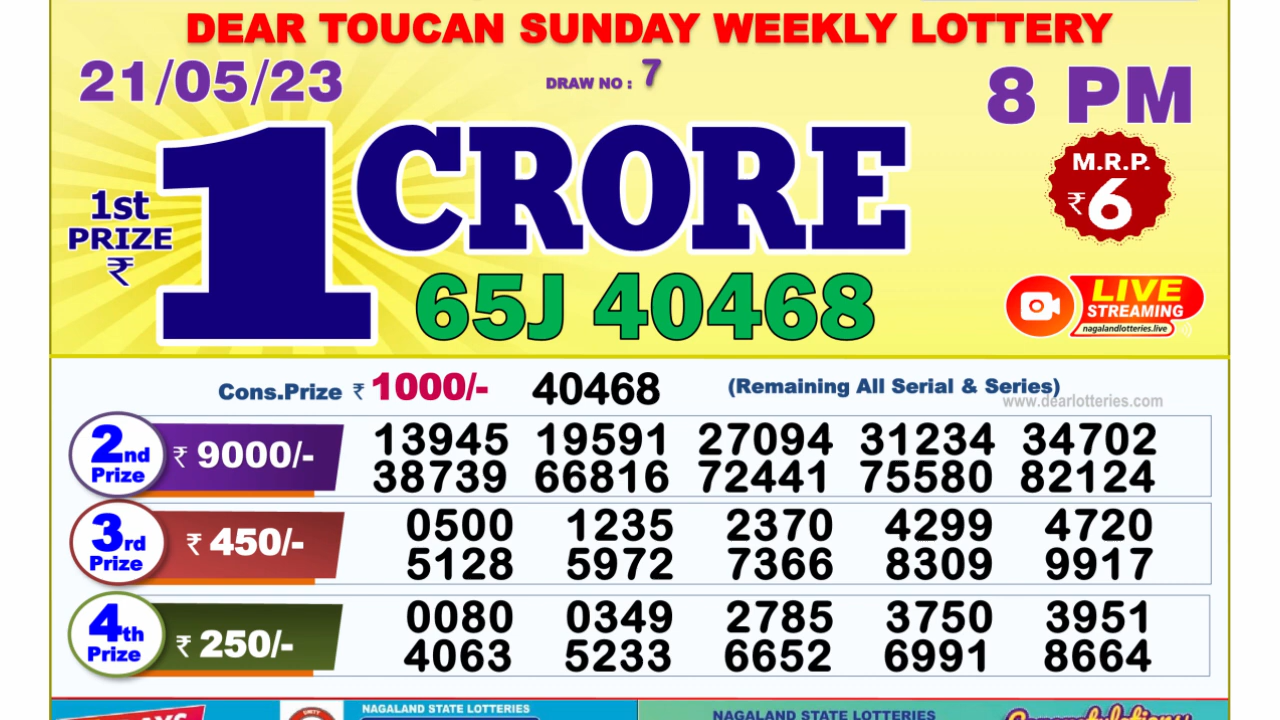 DEAR TOUCAN SUNDAY WEEKLY LOTTERY
21/05/23
DRAW NO : 7
8 PM
M.R.P.
₹ 6
1st
PRIZE
₹
1 CRORE
65J 40468
LIVE
STREAMING
nagalandlotteries.live
Cons.Prize ₹ 1000/- 40468 (Remaining All Serial & Series)
www.dearlotteries.com
2nd Prize ₹ 9000/-
13945 19591 27094 31234 34702
38739 66816 72441 75580 82124
3rd Prize ₹ 450/-
0500 1235 2370 4299 4720
5128 5972 7366 8309 9917
4th Prize ₹ 250/-
0080 0349 2785 3750 3951
4063 5233 6652 6991 8664
NAGALAND STATE LOTTERIES
NAGALAND STATE LOTTERIES
Congratulations